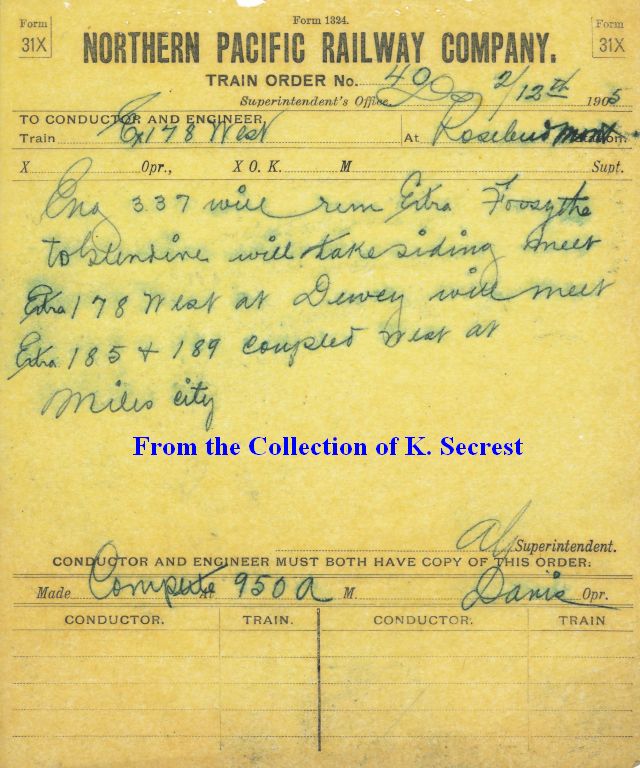 Form 31X
Form 1324.
Form 31X
NORTHERN PACIFIC RAILWAY COMPANY.
TRAIN ORDER No. 40
Superintendent's Office, 2/12th 1905
TO CONDUCTOR AND ENGINEER,
Train Ex 178 West At Rosebud Mont Station.
X Opr., X O. K. M Supt.
Eng 337 will run Extra Forsythe
to Glendive will take siding meet
Extra 178 West at Dewey will meet
Extra 185 + 189 coupled West at
Miles city
From the Collection of K. Secrest
Superintendent.
CONDUCTOR AND ENGINEER MUST BOTH HAVE COPY OF THIS ORDER:
Made Complete At 950 A M. Davis Opr.
CONDUCTOR. TRAIN. CONDUCTOR. TRAIN